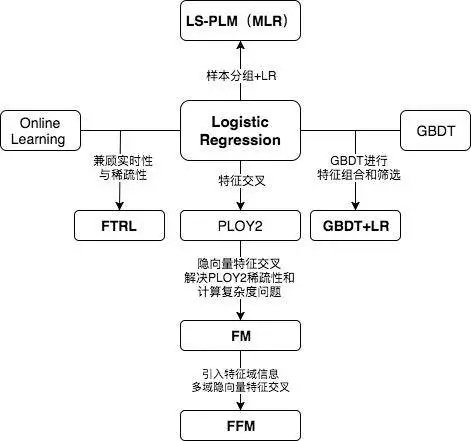 LS-PLM（MLR）
样本分组+LR
Online
Learning
Logistic
Regression
GBDT
兼顾实时性
与稀疏性
特征交叉
GBDT进行
特征组合和筛选
FTRL
PLOY2
GBDT+LR
隐向量特征交叉
解决PLOY2稀疏性和
计算复杂度问题
FM
引入特征域信息
多域隐向量特征交叉
FFM